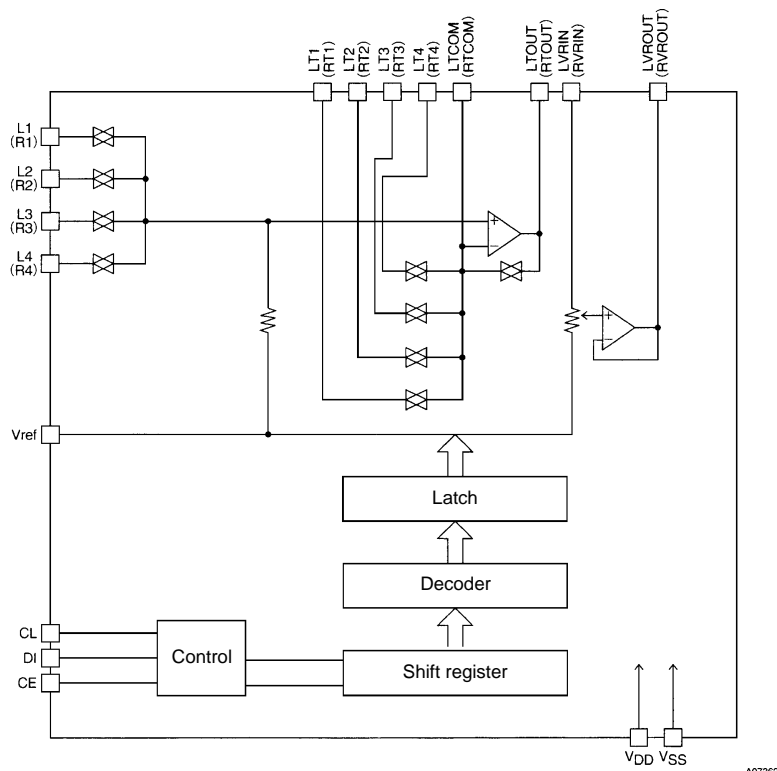 LT1
(RT1)
LT2
(RT2)
LT3
(RT3)
LT4
(RT4)
LTCOM
(RTCOM)
LTOUT
(RTOUT)
LVRIN
(RVRIN)
LVROUT
(RVROUT)
L1
(R1)
L2
(R2)
L3
(R3)
L4
(R4)
+
−
+
−
Vref
Latch
Decoder
CL
DI
CE
Control
Shift register
VDD
VSS